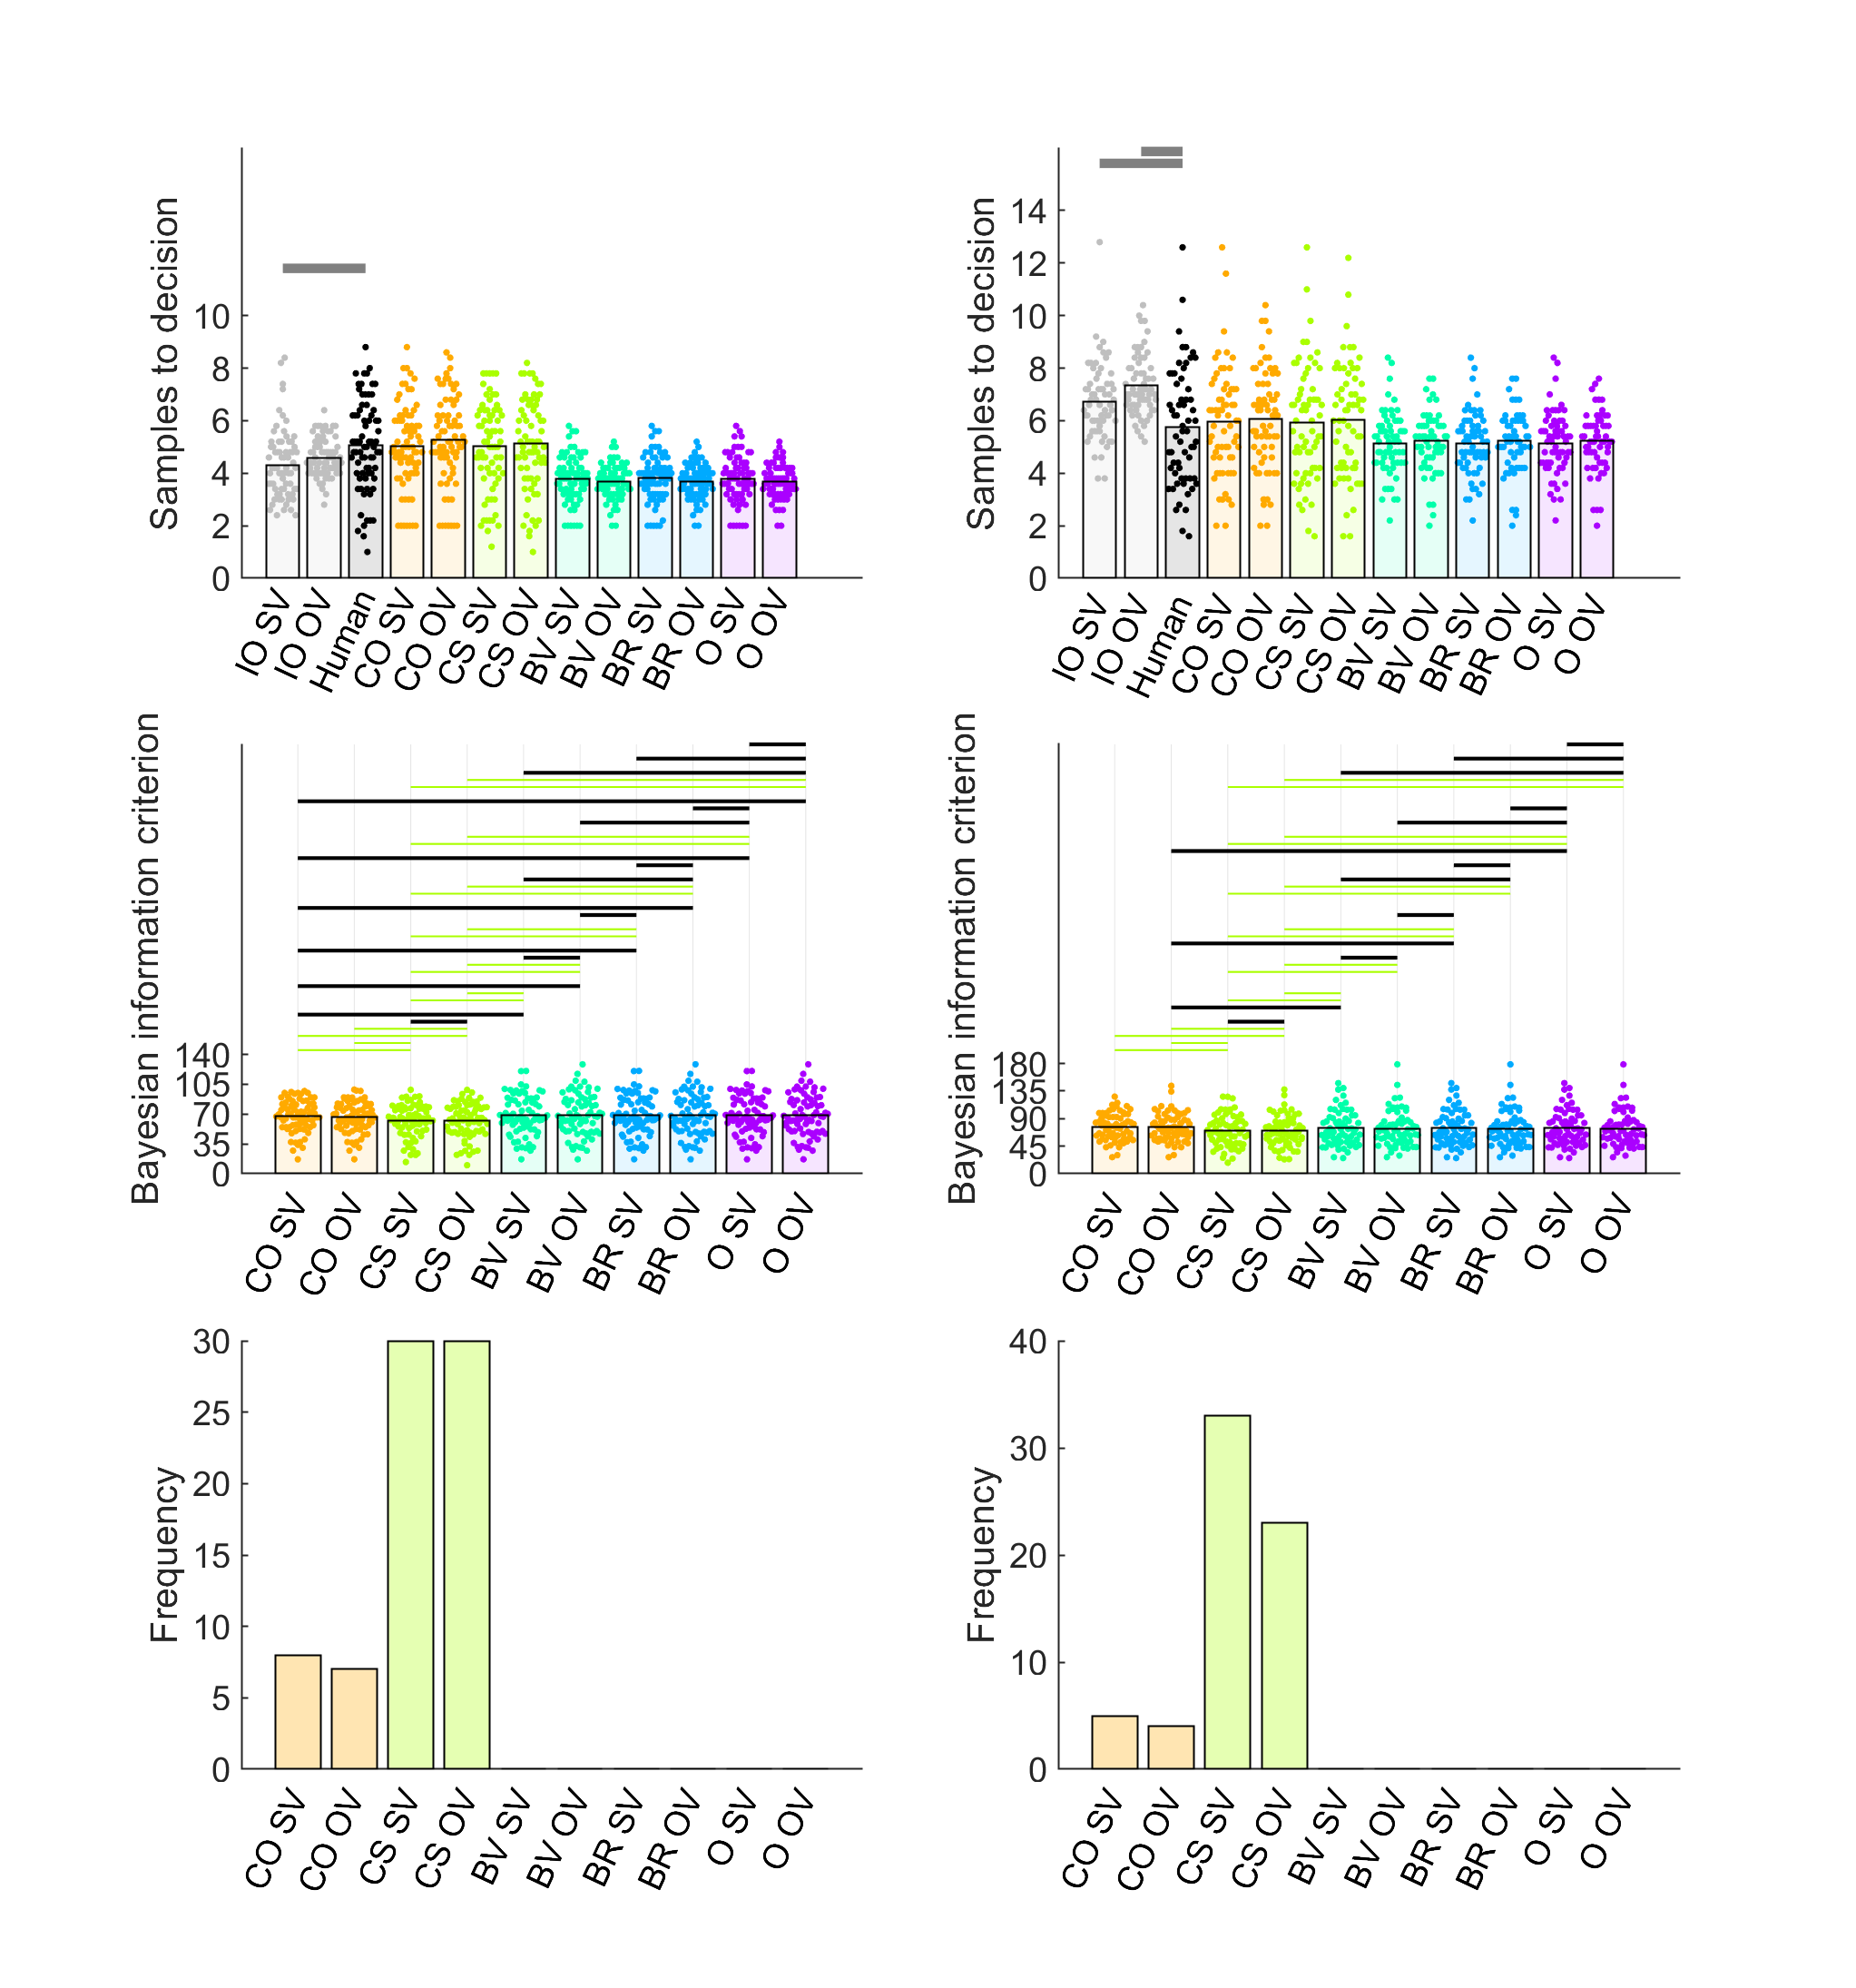 Samples to decision
10
8
6
4
2
0
IO SV
IO OV
Human
CO SV
CO OV
CS SV
CS OV
BV SV
BV OV
BR SV
BR OV
O SV
O OV
Samples to decision
14
12
10
8
6
4
2
0
IO SV
IO OV
Human
CO SV
CO OV
CS SV
CS OV
BV SV
BV OV
BR SV
BR OV
O SV
O OV
Bayesian information criterion
140
105
70
35
0
CO SV
CO OV
CS SV
CS OV
BV SV
BV OV
BR SV
BR OV
O SV
O OV
Bayesian information criterion
180
135
90
45
0
CO SV
CO OV
CS SV
CS OV
BV SV
BV OV
BR SV
BR OV
O SV
O OV
Frequency
30
25
20
15
10
5
0
CO SV
CO OV
CS SV
CS OV
BV SV
BV OV
BR SV
BR OV
O SV
O OV
Frequency
40
30
20
10
0
CO SV
CO OV
CS SV
CS OV
BV SV
BV OV
BR SV
BR OV
O SV
O OV